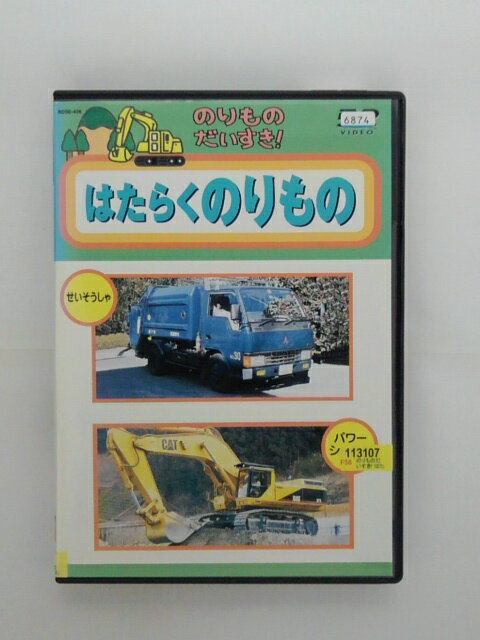 のりもの
だいすき!
6874
VIDEO
はたらくのりもの
せいそうしゃ
CAT
パワー
シ
113107